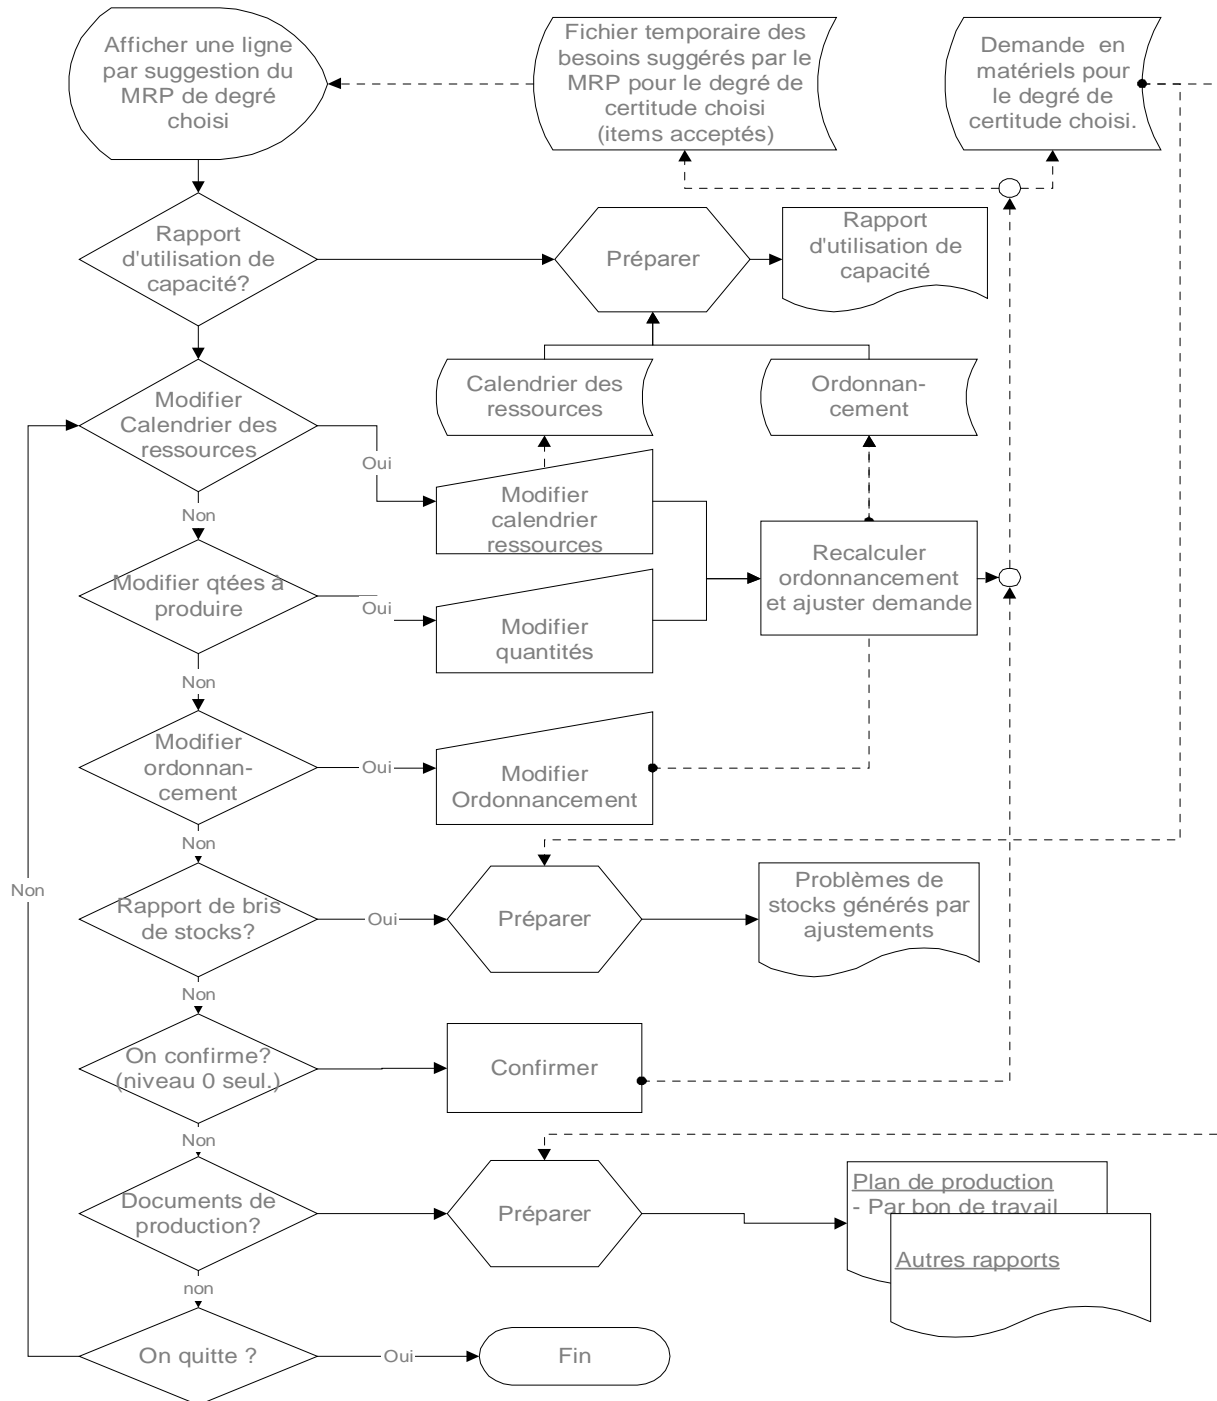 Afficher une ligne
par suggestion du
MRP de degré
choisi
Fichier temporaire des
besoins suggérés par le
MRP pour le degré de
certitude choisi
(items acceptés)
Demande en
matériels pour
le degré de
certitude choisi.
Rapport
d'utilisation de
capacité?
Préparer
Rapport
d'utilisation de
capacité
Modifier
Calendrier des
ressources
Calendrier des
ressources
Ordonnan-
cement
Oui
Non
Modifier
calendrier
ressources
Recalculer
ordonnancement
et ajuster demande
Modifier qtées à
produire
Oui
Modifier
quantités
Non
Modifier
ordonnan-
cement
Oui
Modifier
Ordonnancement
Non
Non
Rapport de bris
de stocks?
Oui
Préparer
Problèmes de
stocks générés par
ajustements
Non
On confirme?
(niveau 0 seul.)
Confirmer
Non
Documents de
production?
Préparer
Plan de production
- Par bon de travail
Autres rapports
non
On quitte ?
Oui
Fin